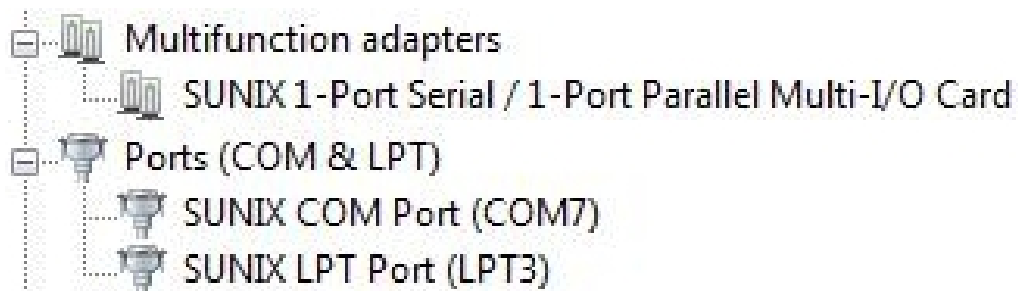 Multifunction adapters
SUNIX 1-Port Serial / 1-Port Parallel Multi-I/O Card
Ports (COM & LPT)
SUNIX COM Port (COM7)
SUNIX LPT Port (LPT3)